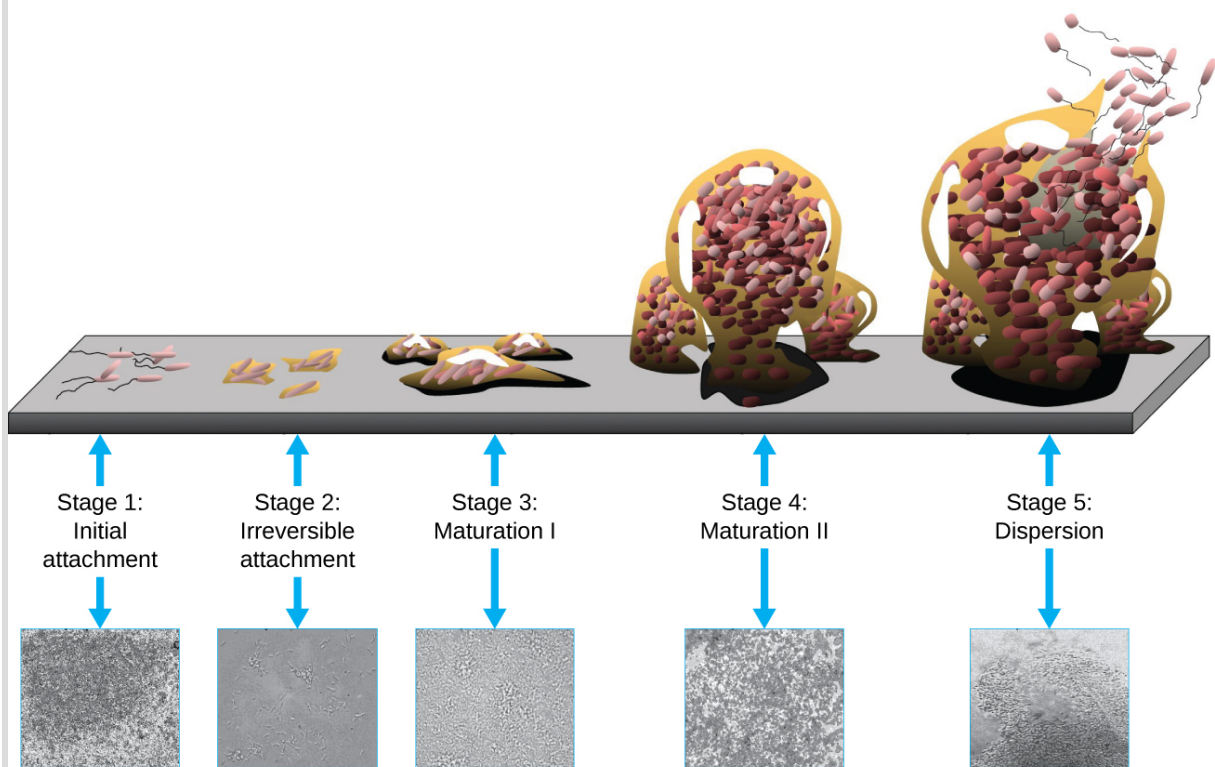 Stage 1:
Initial
attachment
Stage 2:
Irreversible
attachment
Stage 3:
Maturation I
Stage 4:
Maturation II
Stage 5:
Dispersion